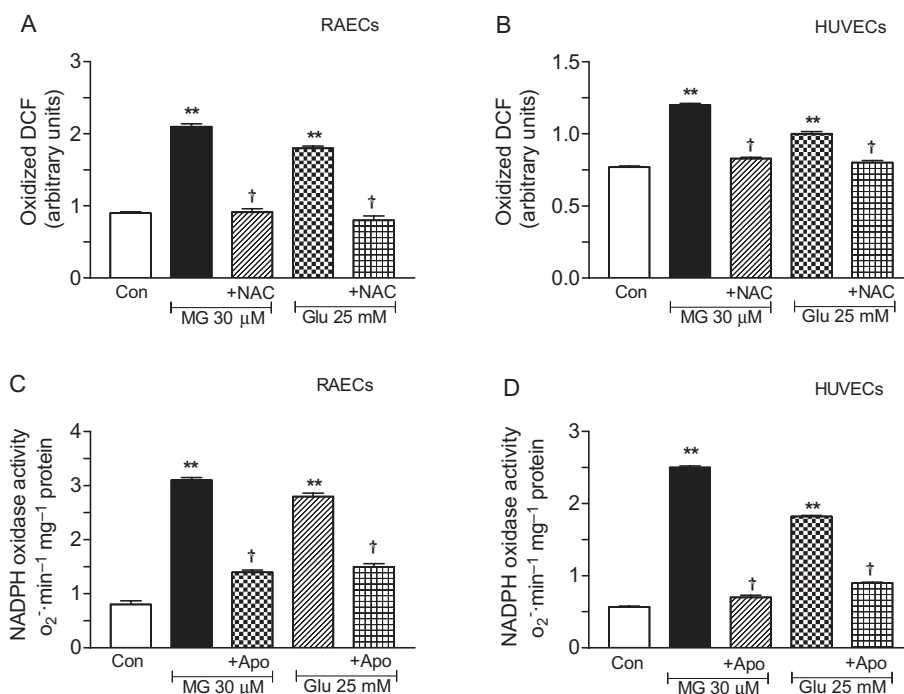 A
RAECs
Oxidized DCF
(arbitrary units)
3
2
1
0
**
†
**
†
Con
+NAC
+NAC
MG 30 μM
Glu 25 mM
B
HUVECs
Oxidized DCF
(arbitrary units)
1.5
1.0
0.5
0.0
**
†
**
†
Con
+NAC
+NAC
MG 30 μM
Glu 25 mM
C
RAECs
NADPH oxidase activity
o₂⁻·min⁻¹ mg⁻¹ protein
4
3
2
1
0
**
†
**
†
Con
+Apo
+Apo
MG 30 μM
Glu 25 mM
D
HUVECs
NADPH oxidase activity
o₂⁻·min⁻¹ mg⁻¹ protein
3
2
1
0
**
†
**
†
Con
+Apo
+Apo
MG 30 μM
Glu 25 mM